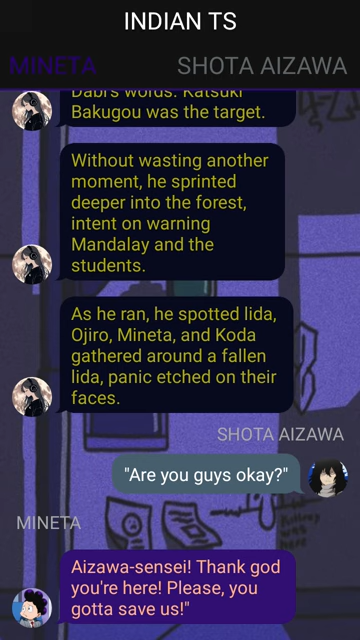 INDIAN TS
MINETA SHOTA AIZAWA
Dabi's words. Katsuki
Bakugou was the target.
Without wasting another
moment, he sprinted
deeper into the forest,
intent on warning
Mandalay and the
students.
As he ran, he spotted Iida,
Ojiro, Mineta, and Koda
gathered around a fallen
Iida, panic etched on their
faces.
SHOTA AIZAWA
"Are you guys okay?"
MINETA
Aizawa-sensei! Thank god
you're here! Please, you
gotta save us!"
was
here